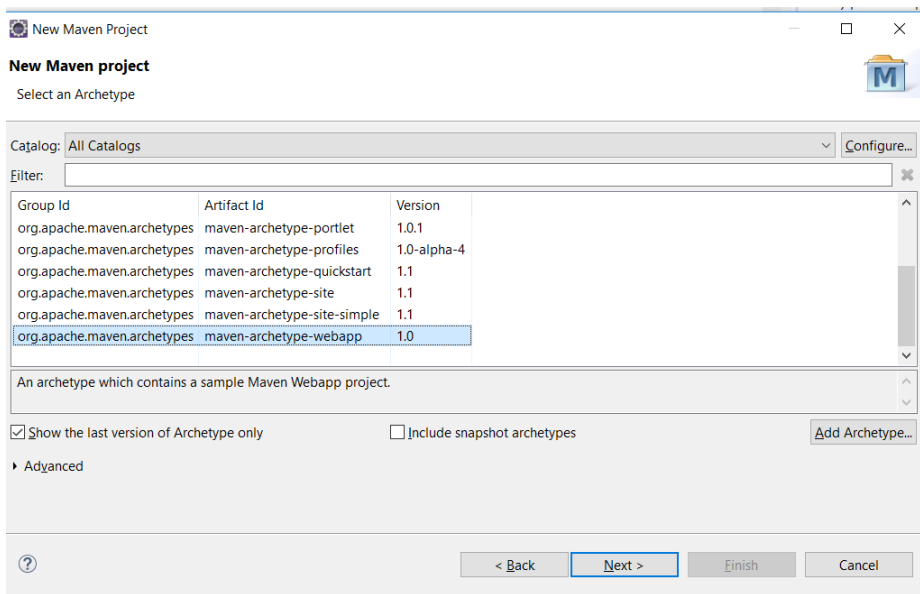 New Maven Project
New Maven project
Select an Archetype
Catalog: All Catalogs Configure...
Filter:
Group Id Artifact Id Version
org.apache.maven.archetypes maven-archetype-portlet 1.0.1
org.apache.maven.archetypes maven-archetype-profiles 1.0-alpha-4
org.apache.maven.archetypes maven-archetype-quickstart 1.1
org.apache.maven.archetypes maven-archetype-site 1.1
org.apache.maven.archetypes maven-archetype-site-simple 1.1
org.apache.maven.archetypes maven-archetype-webapp 1.0
An archetype which contains a sample Maven Webapp project.
Show the last version of Archetype only Include snapshot archetypes Add Archetype...
Advanced
? < Back Next > Finish Cancel